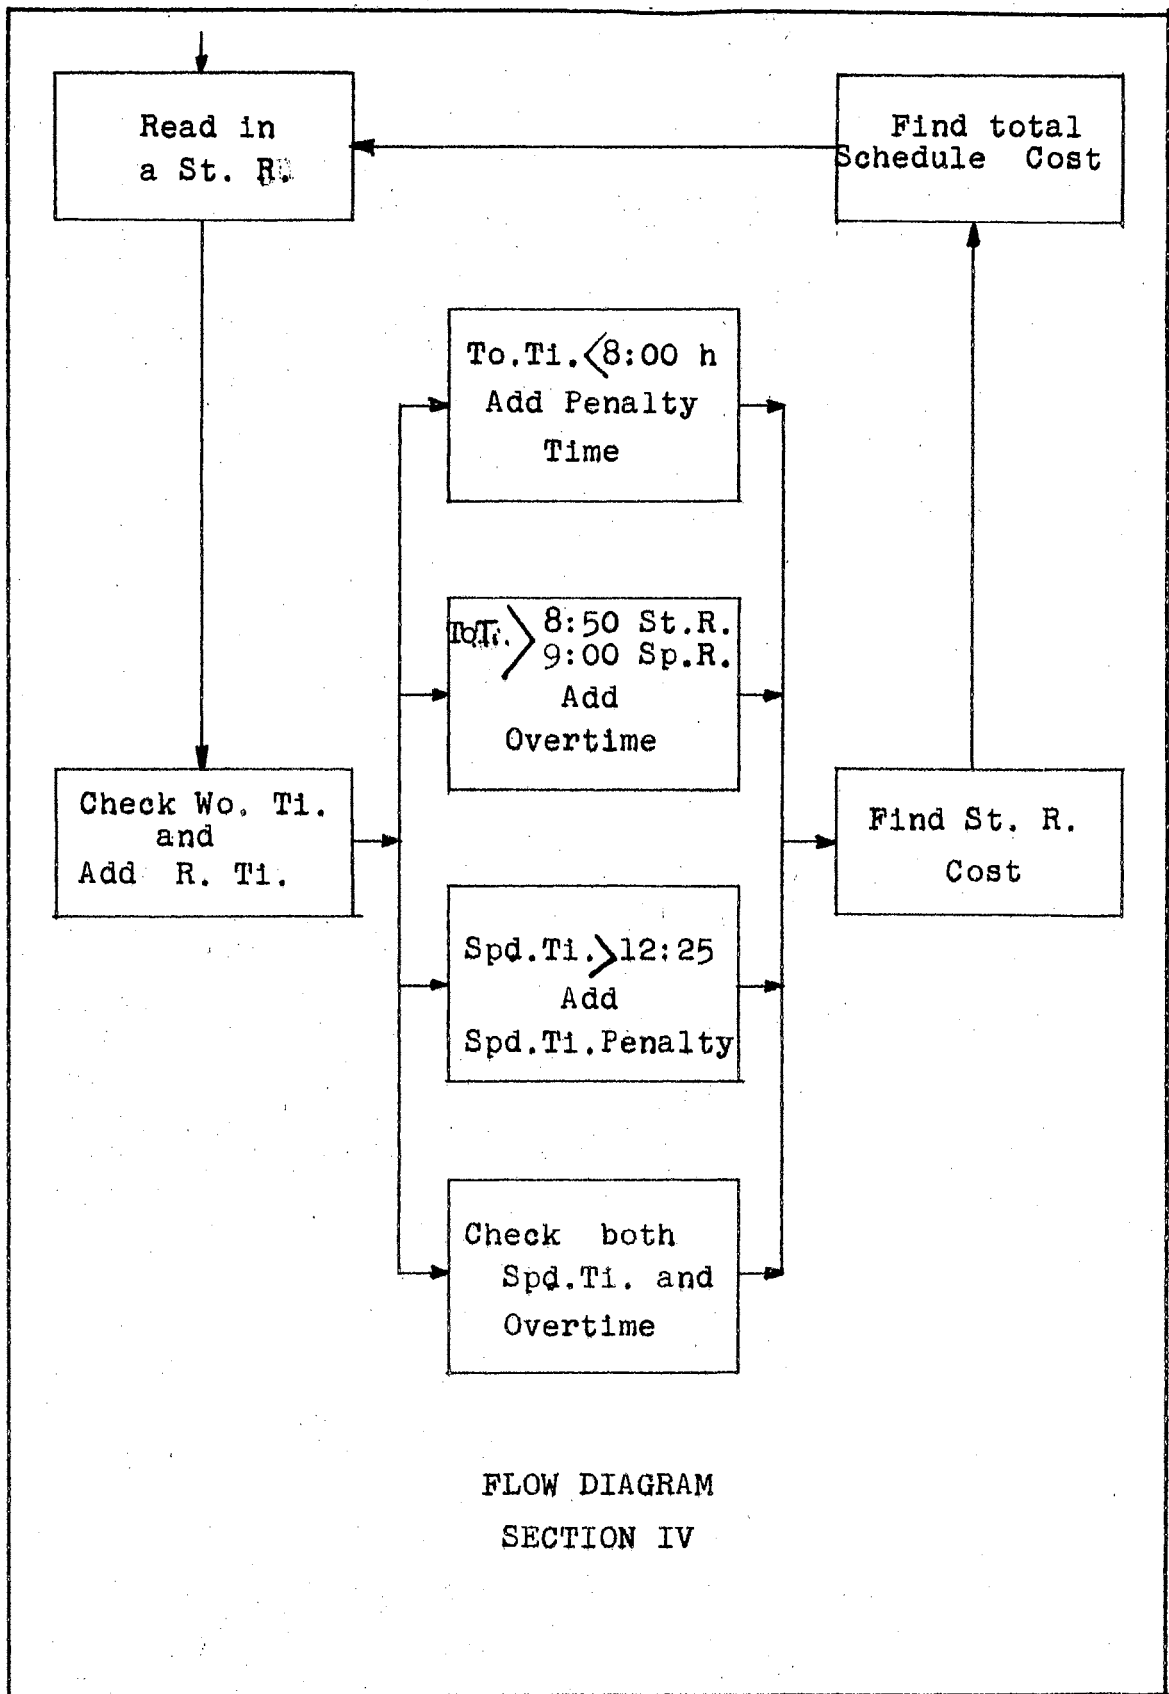 Read in
a St. R.
Find total
Schedule Cost
To.Ti.<8:00 h
Add Penalty
Time
To.Ti.> 8:50 St.R.
9:00 Sp.R.
Add
Overtime
Check Wo. Ti.
and
Add R. Ti.
Find St. R.
Cost
Spd.Ti.>12:25
Add
Spd.Ti.Penalty
Check both
Spd.Ti. and
Overtime
FLOW DIAGRAM
SECTION IV